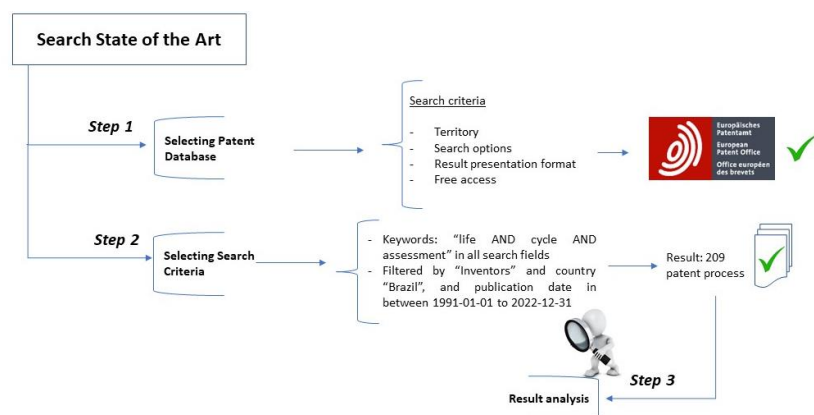 Search State of the Art
Step 1
Selecting Patent
Database
Search criteria
- Territory
- Search options
- Result presentation format
- Free access
Europäisches
Patentamt
European
Patent Office
Office européen
des brevets
Step 2
Selecting Search
Criteria
- Keywords: "life AND cycle AND
assessment" in all search fields
- Filtered by "Inventors" and country
"Brazil", and publication date in
between 1991-01-01 to 2022-12-31
Result: 209
patent process
Step 3
Result analysis